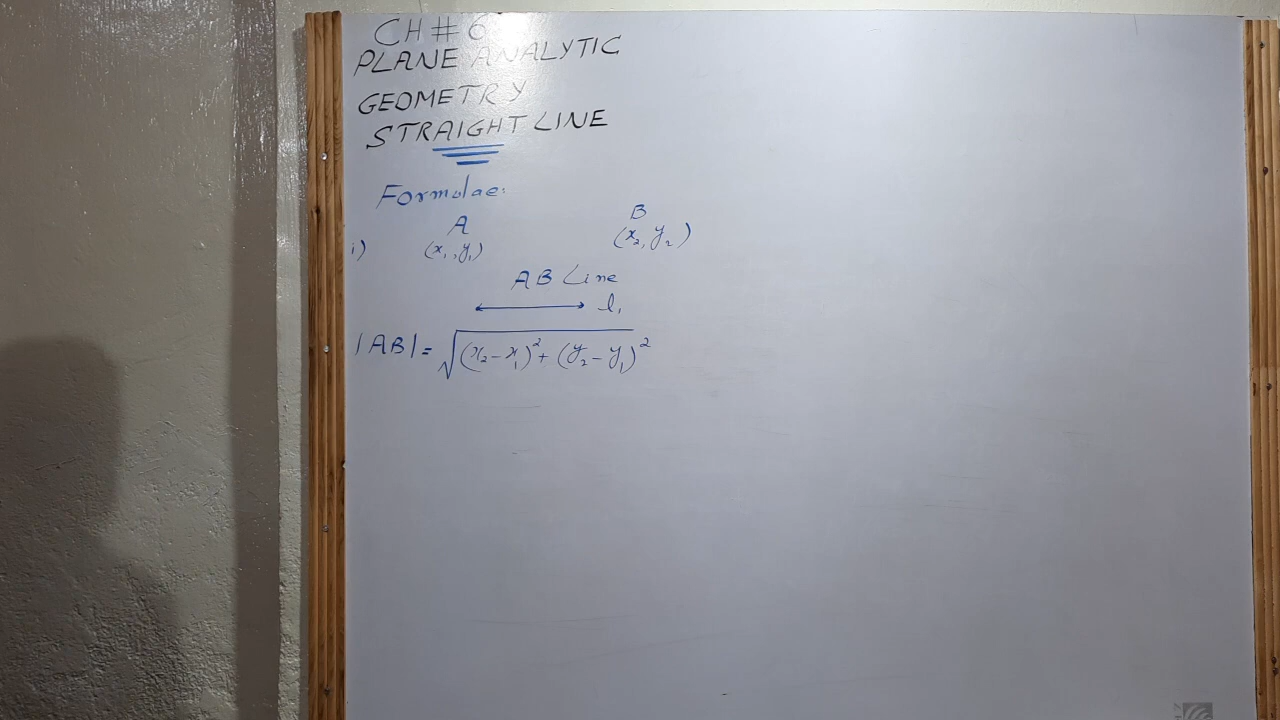 CH # 6
PLANE ANALYTIC
GEOMETRY
STRAIGHT LINE
Formulae:
A B
i) (x₁, y₁) (x₂, y₂)
AB Line
↔ l₁
|AB| = √(x₂ - x₁)² + (y₂ - y₁)²